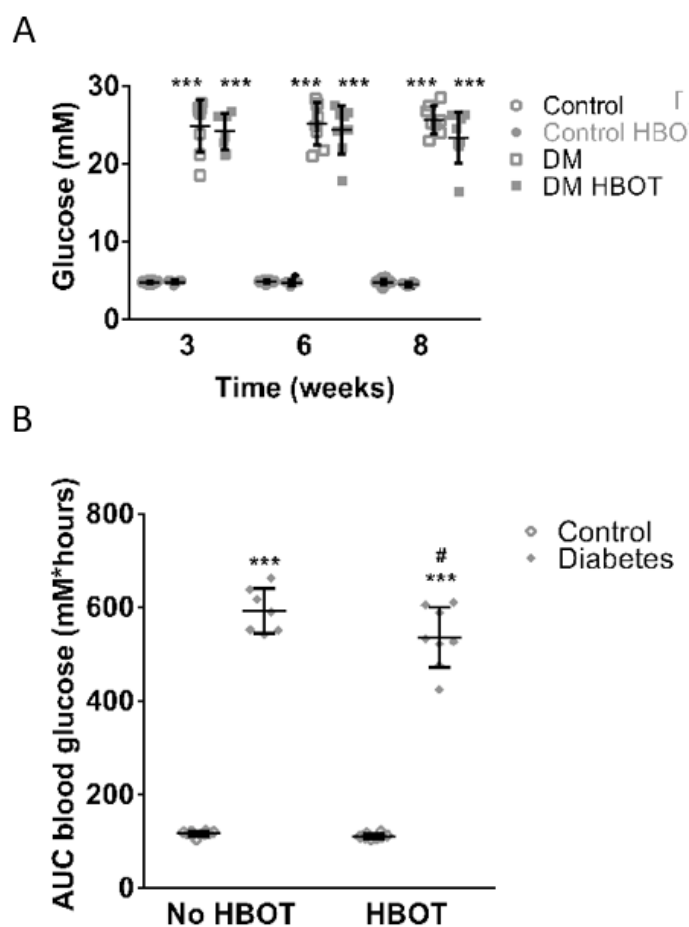 A
*** *** *** *** *** ***
30
20
10
0
Glucose (mM)
3 6 8
Time (weeks)
Control
Control HBO
DM
DM HBOT
B
800
600
400
200
0
AUC blood glucose (mM*hours)
***
#
***
No HBOT HBOT
Control
Diabetes